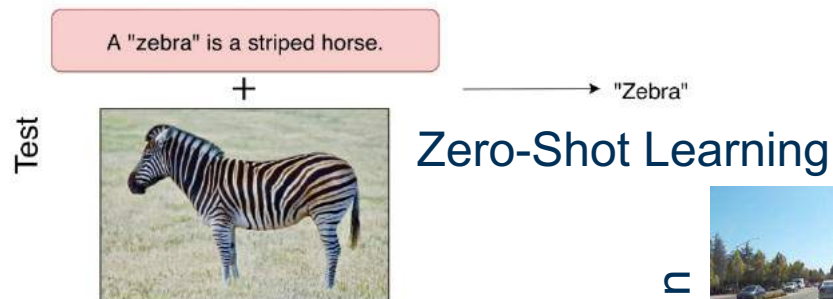 A "zebra" is a striped horse.
+
"Zebra"
Test
Zero-Shot Learning
n